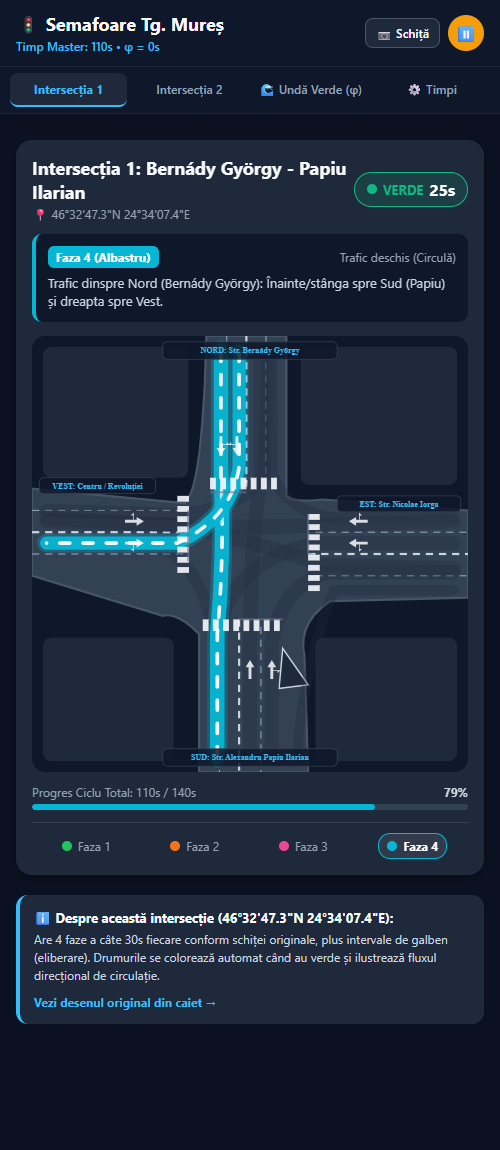 Semafoare Tg. Mureș
Timp Master: 110s • φ = 0s
Schiță
Intersecția 1
Intersecția 2
Undă Verde (φ)
Timpi
Intersecția 1: Bernády György - Papiu
Ilarian
46°32'47.3"N 24°34'07.4"E
VERDE 25s
Faza 4 (Albastru)
Trafic deschis (Circulă)
Trafic dinspre Nord (Bernády György): Înainte/stânga spre Sud (Papiu)
și dreapta spre Vest.
NORD: Str. Bernády György
VEST: Centru / Revoluției
EST: Str. Nicolae Iorga
SUD: Str. Alexandru Papiu Ilarian
Progres Ciclu Total: 110s / 140s
79%
Faza 1
Faza 2
Faza 3
Faza 4
Despre această intersecție (46°32'47.3"N 24°34'07.4"E):
Are 4 faze a câte 30s fiecare conform schiței originale, plus intervale de galben
(eliberare). Drumurile se colorează automat când au verde și ilustrează fluxul
direcțional de circulație.
Vezi desenul original din caiet →